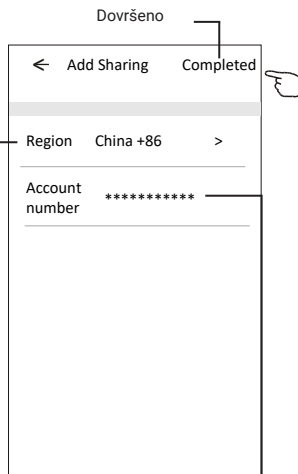 Dovršeno
← Add Sharing Completed
Region China +86 >
Account
number ***********